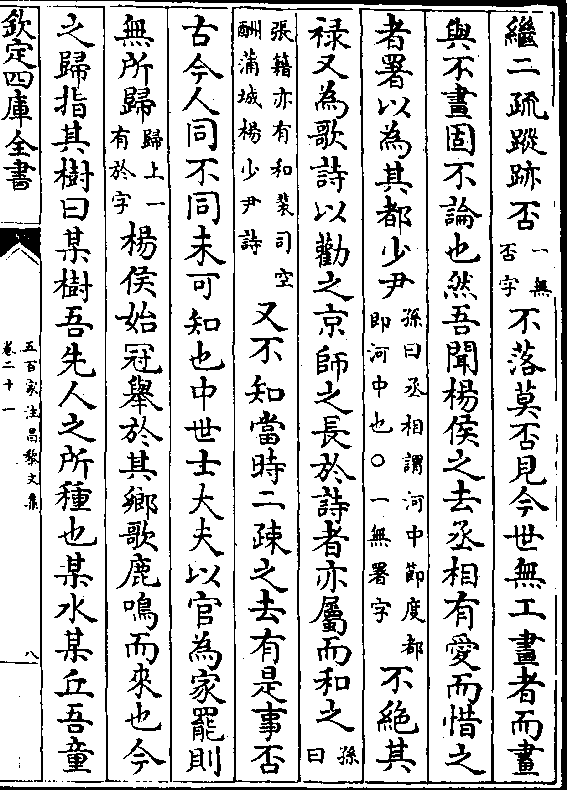 繼二疏蹤跡否一無否字不落莫否見今世無工畫者而畫
與不畫固不論也然吾聞楊侯之去丞相有愛而惜之
者署以為其都少尹孫曰丞相謂河中節度都即河中也○一無署字不絶其
禄又為歌詩以勸之京師之長於詩者亦屬而和之孫曰
張籍亦有和裴司空酬蒲城楊少尹詩又不知當時二疎之去有是事否
古今人同不同未可知也中世士大夫以官為家罷則
無所歸歸上一有於字楊侯始冠舉於其鄉歌鹿鳴而來也今
之歸指其樹曰某樹吾先人之所種也某水某丘吾童
欽定四庫全書
五百家注昌黎文集
卷二十一
八